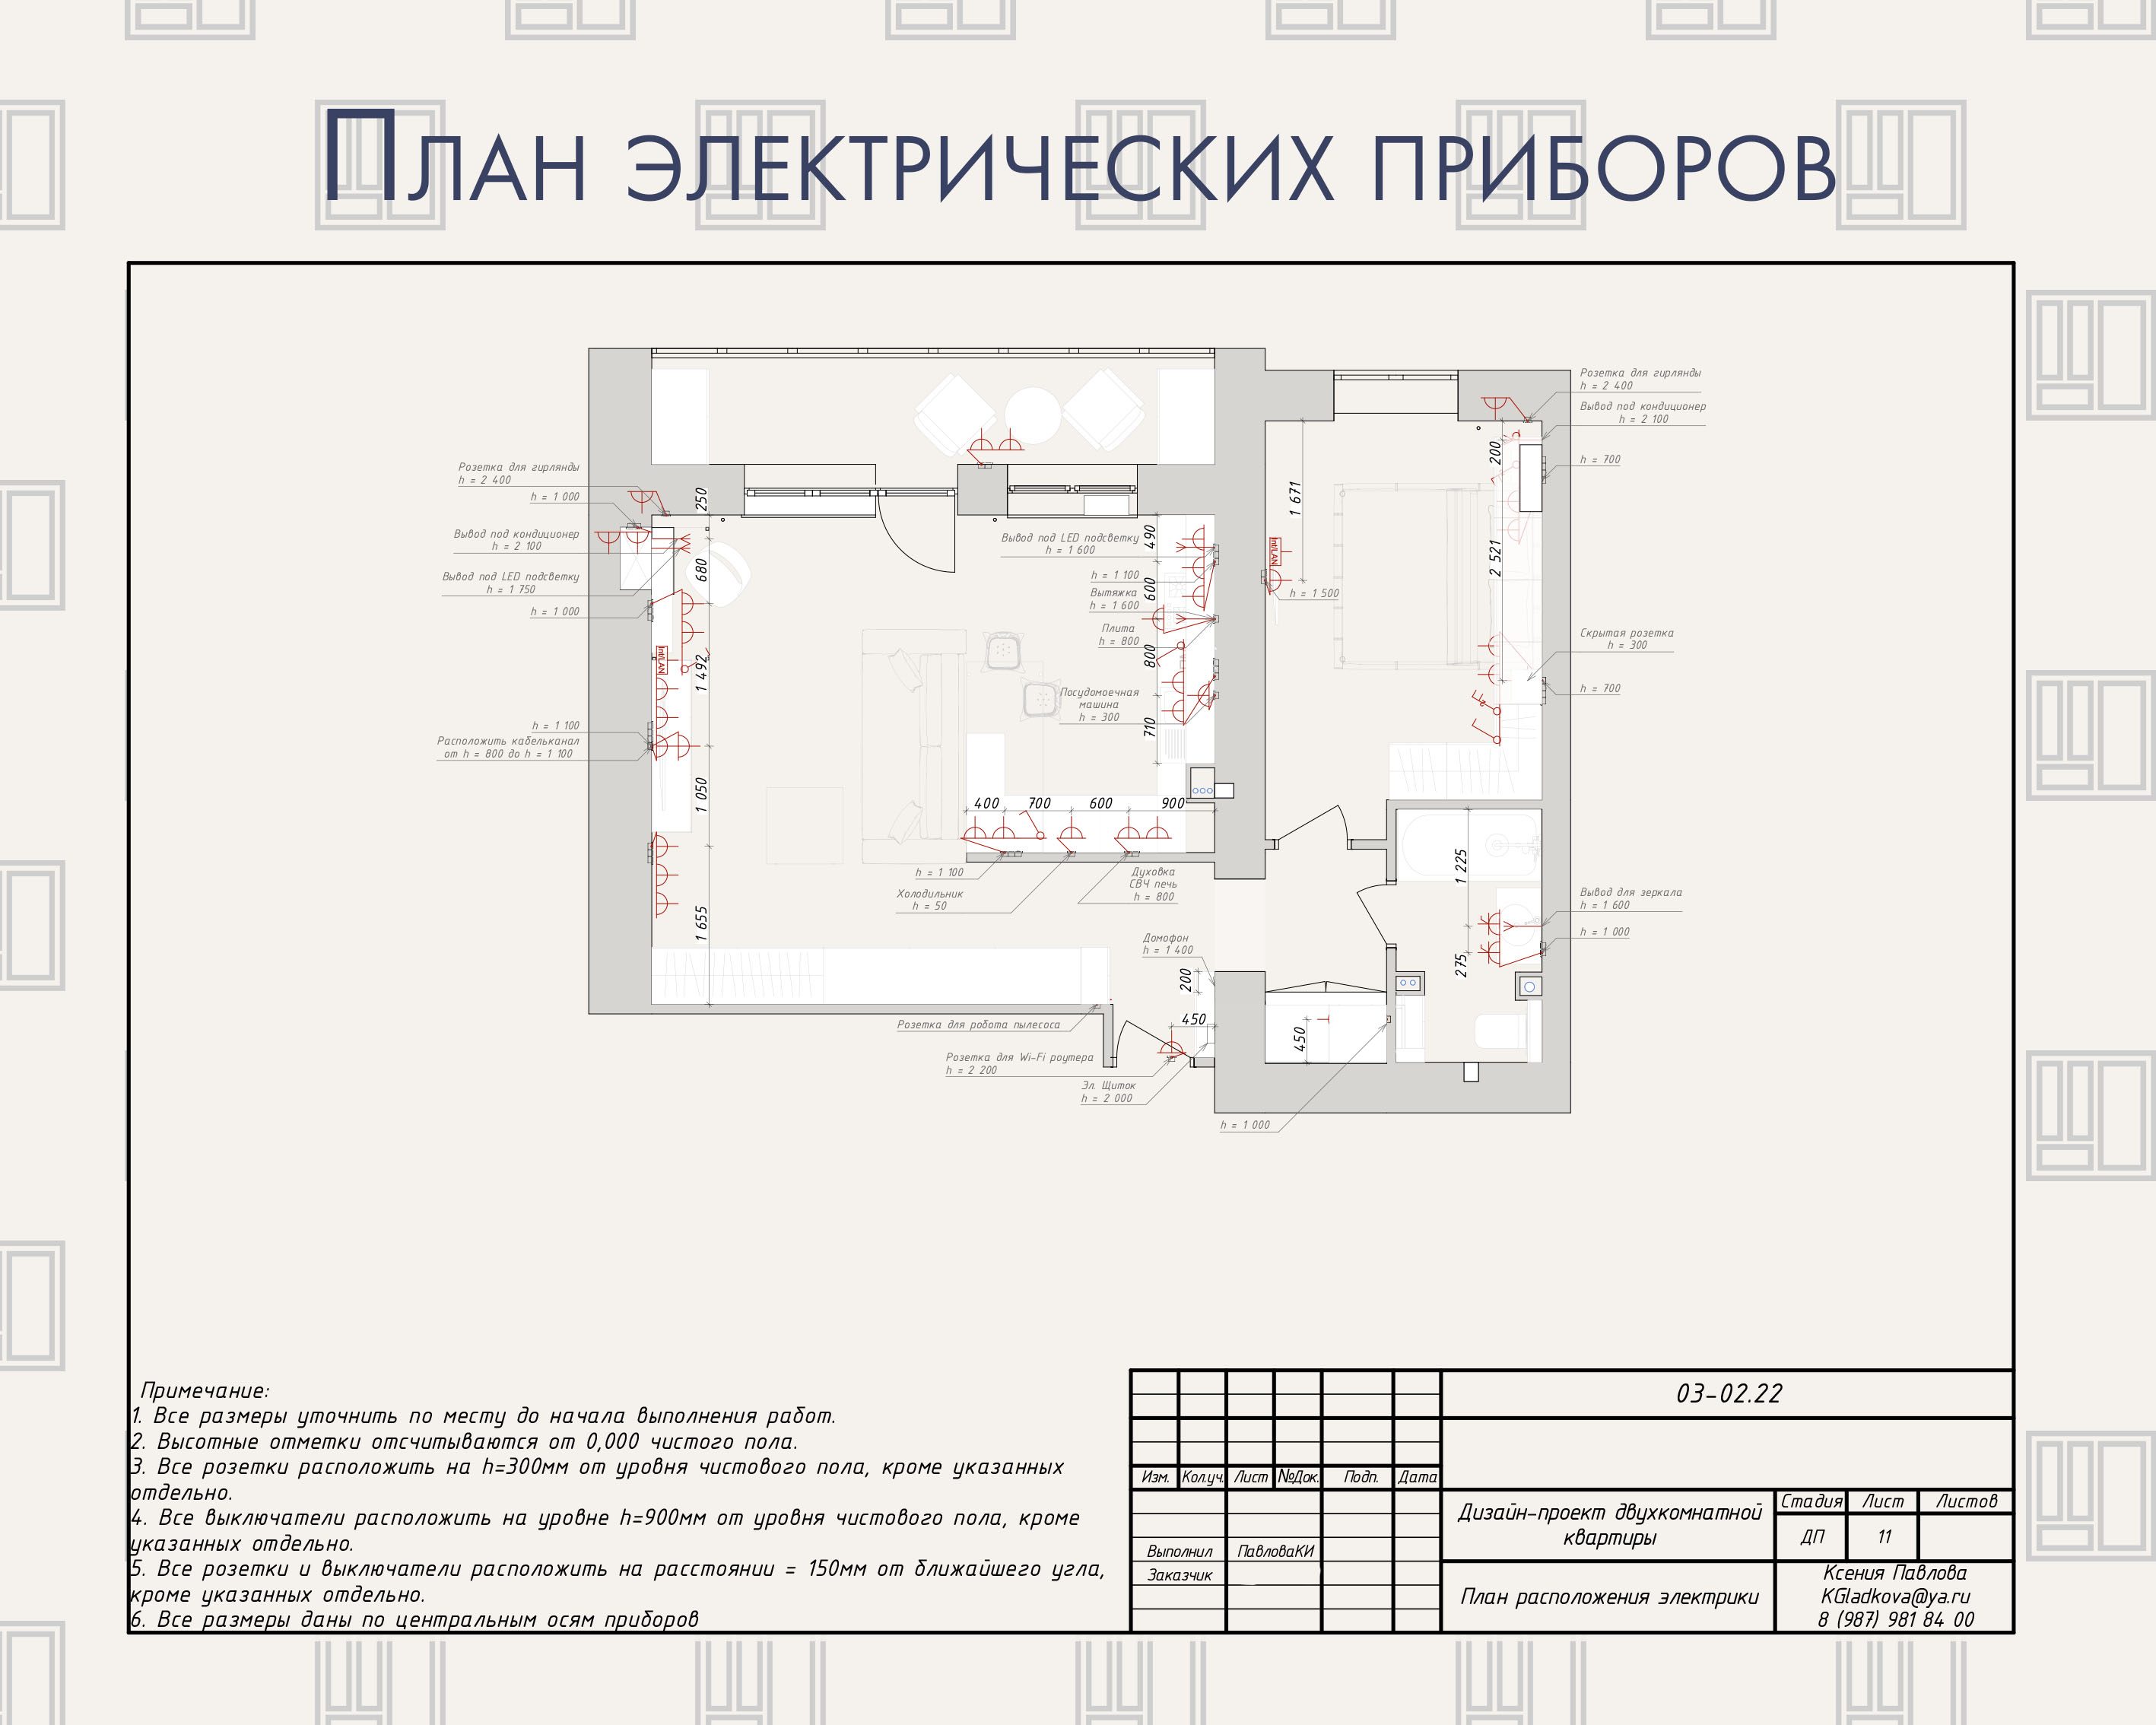 План электрических приборов
Розетка для гирлянды
h = 2 400
Вывод под кондиционер
h = 2 100
h = 700
Скрытая розетка
h = 300
h = 700
Вывод для зеркала
h = 1 600
h = 1 000
Розетка для гирлянды
h = 2 400
h = 1 000
Вывод под кондиционер
h = 2 100
Вывод под LED подсветку
h = 1 750
h = 1 000
h = 1 100
Расположить кабельканал
от h = 800 до h = 1 100
250
680
1 492
1 050
1 655
Int/LAN
Вывод под LED подсветку
h = 1 600
h = 1 100
Вытяжка
h = 1 600
Плита
h = 800
Посудомоечная
машина
h = 300
490
600
800
710
400
700
600
900
h = 1 100
Холодильник
h = 50
Духовка
СВЧ печь
h = 800
Домофон
h = 1 400
200
450
Розетка для робота пылесоса
Розетка для Wi-Fi роутера
h = 2 200
Эл. Щиток
h = 2 000
h = 1 000
450
1 671
Int/LAN
h = 1 500
200
2 521
1 225
275
Примечание:
1. Все размеры уточнить по месту до начала выполнения работ.
2. Высотные отметки отсчитываются от 0,000 чистого пола.
3. Все розетки расположить на h=300мм от уровня чистового пола, кроме указанных
отдельно.
4. Все выключатели расположить на уровне h=900мм от уровня чистового пола, кроме
указанных отдельно.
5. Все розетки и выключатели расположить на расстоянии = 150мм от ближайшего угла,
кроме указанных отдельно.
6. Все размеры даны по центральным осям приборов
03-02.22
Изм. Кол.уч. Лист №Док. Подп. Дата
Дизайн-проект двухкомнатной
квартиры
Стадия Лист Листов
ДП 11
Выполнил ПавловаКИ
Заказчик
План расположения электрики
Ксения Павлова
KGladkova@ya.ru
8 (987) 981 84 00